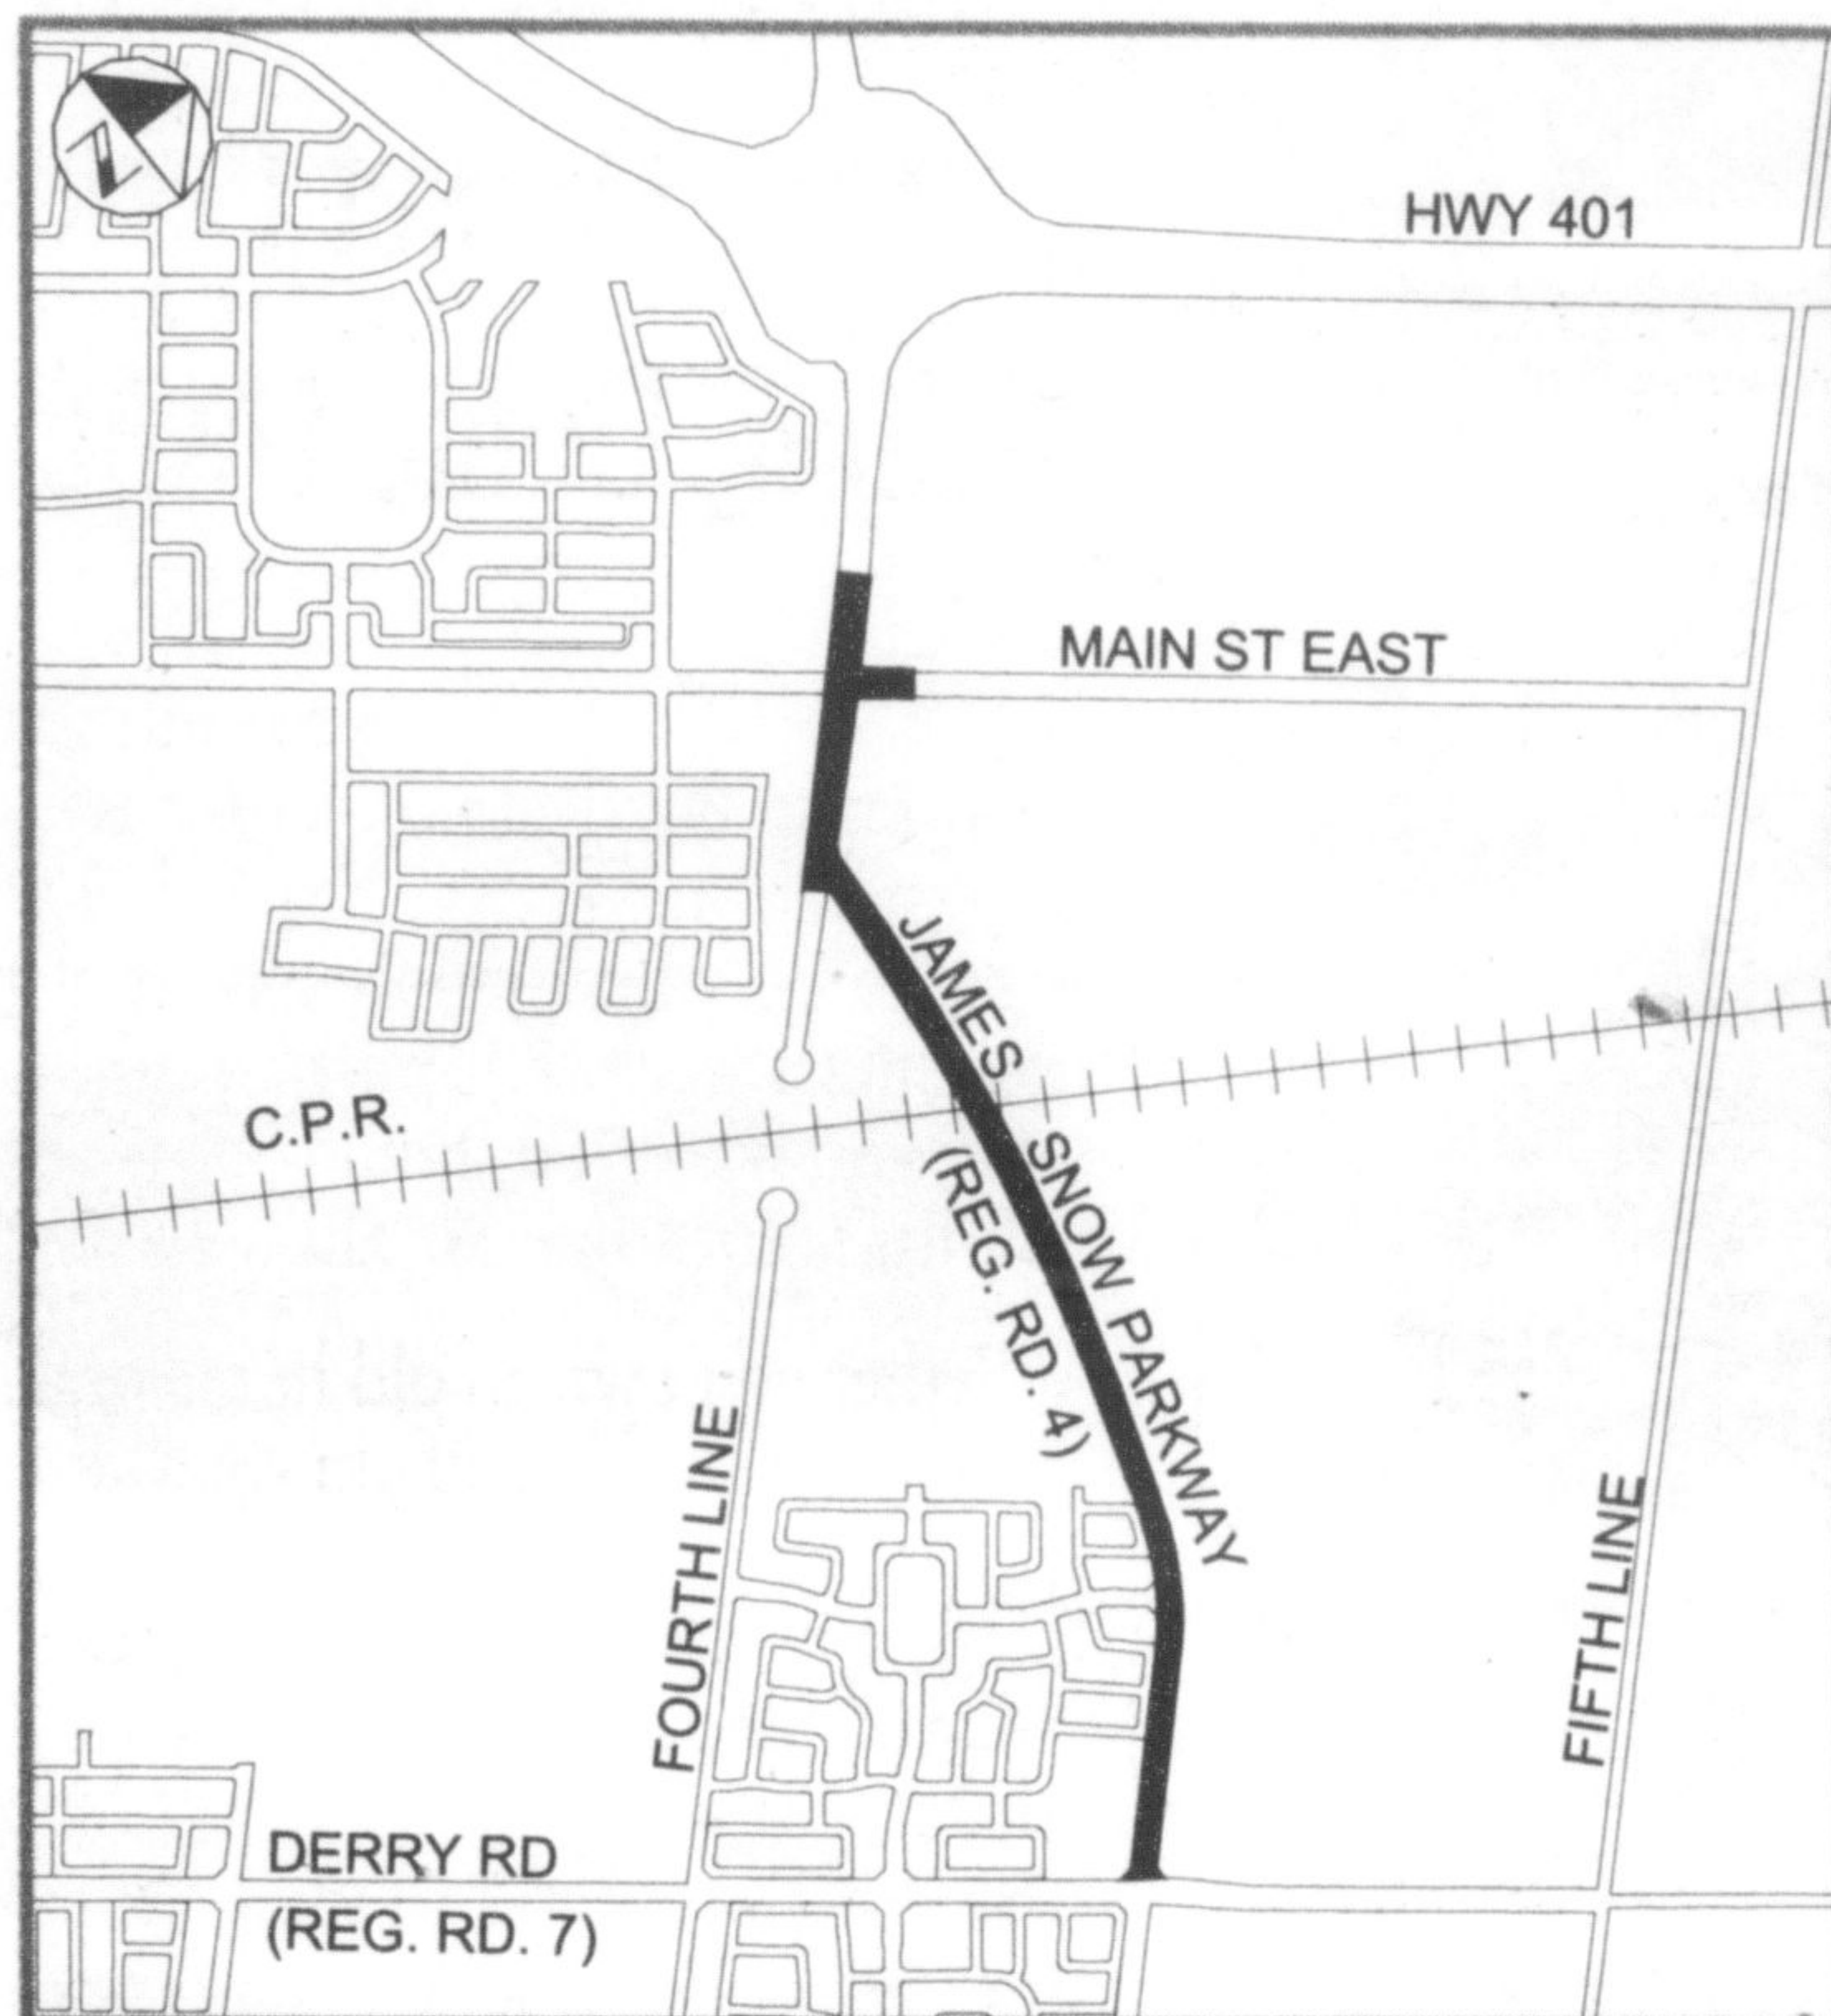 N
HWY 401
MAIN ST EAST
JAMES SNOW PARKWAY
(REG. RD. 4)
C.P.R.
FOURTH LINE
FIFTH LINE
DERRY RD
(REG. RD. 7)